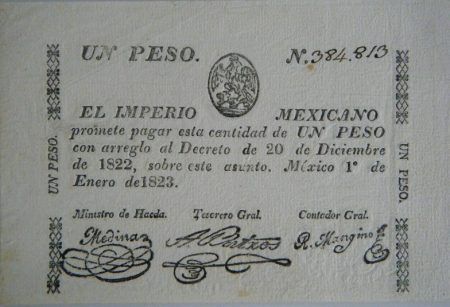 UN PESO.
N. 384.813
EL IMPERIO MEXICANO
promete pagar esta cantidad de UN PESO
con arreglo al Decreto de 20 de Diciembre
de 1822, sobre este asunto. México 1º de
Enero de 1823.
UN PESO.
UN PESO.
Ministro de Hacda. Tesorero Gral. Contador Gral.
Medina R. Mangino